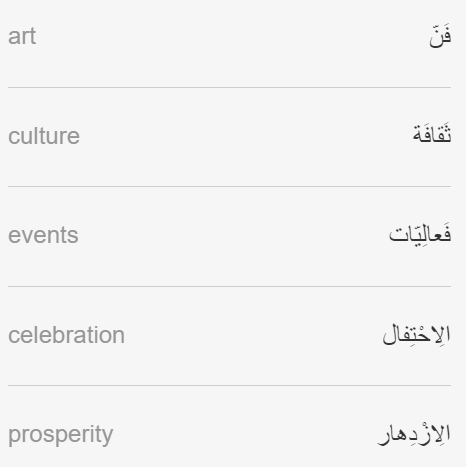 art فَنّ
culture ثَقافَة
events فَعالِيّات
celebration الِاحْتِفال
prosperity الِازْدِهار